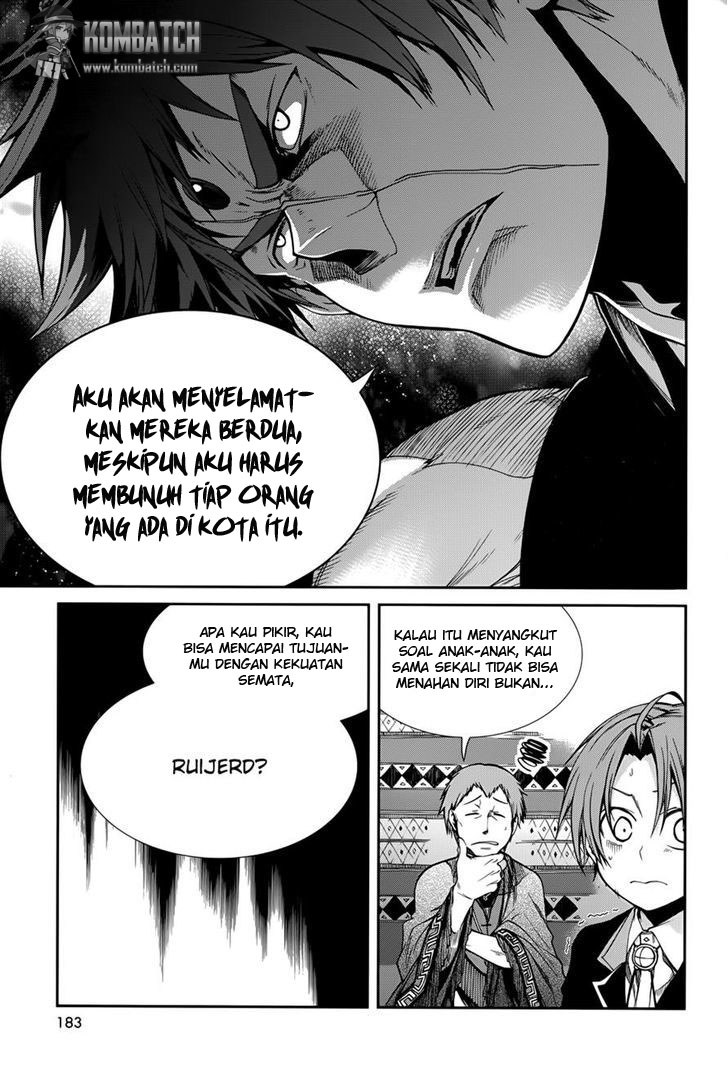 KOMBATCH
www.kombatch.com
AKU AKAN MENYELAMAT-
KAN MEREKA BERDUA,
MESKIPUN AKU HARUS
MEMBUNUH TIAP ORANG
YANG ADA DI KOTA ITU.
KALAU ITU MENYANGKUT
SOAL ANAK-ANAK, KAU
SAMA SEKALI TIDAK BISA
MENAHAN DIRI BUKAN...
APA KAU PIKIR, KAU
BISA MENCAPAI TUJUAN-
MU DENGAN KEKUATAN
SEMATA,
RUIJERD?
183